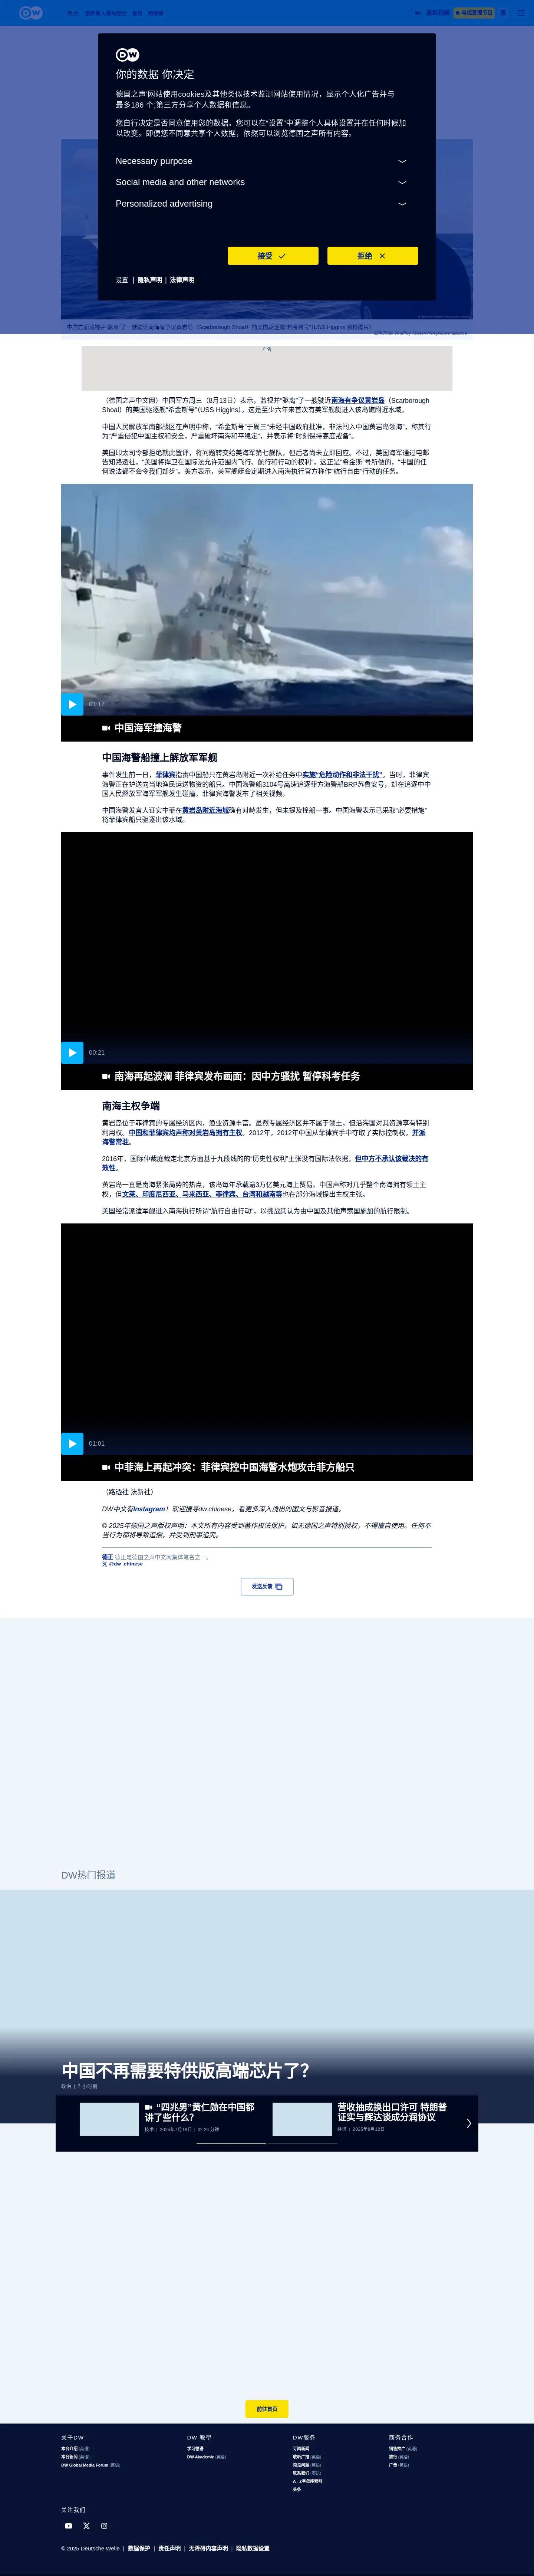 DW
热点
最新视频
电视直播节目
DW
你的数据 你决定
德国之声网站使用cookies及其他类似技术监测网站使用情况，显示个人化广告并与
最多186 个;第三方分享个人数据和信息。
您自行决定是否同意使用您的数据。您可以在“设置”中调整个人具体设置并在任何时候加
以改变。即便您不同意共享个人数据，依然可以浏览德国之声所有内容。
Necessary purpose
Social media and other networks
Personalized advertising
接受
拒绝
设置 | 隐私声明 | 法律声明
中国方面监视并“驱离”了一艘驶近南海有争议黄岩岛（Scarborough Shoal）的美国驱逐舰“希金斯号”（USS Higgins 资料图片）
广告
（德国之声中文网）中国军方周三（8月13日）表示，监视并“驱离”了一艘驶近南海有争议黄岩岛（Scarborough
Shoal）的美国驱逐舰“希金斯号”（USS Higgins），这是至少六年来首次有美军舰艇进入该岛礁附近水域。
中国人民解放军南部战区在声明中称，“希金斯号”于周三“未经中国政府批准，非法闯入中国黄岩岛领海”，称其行
为“严重侵犯中国主权和安全，严重破坏南海和平稳定”，并表示将“时刻保持高度戒备”。
美国印太司令部拒绝就此置评，将问题转交给美海军第七舰队，但后者尚未立即回应。不过，美国海军通过电邮
告知路透社，“美国将捍卫在国际法允许范围内飞行、航行和行动的权利”，这正是“希金斯”号所做的，“中国的任
何说法都不会令我们却步”。美方表示，美军舰艇会定期进入南海执行官方称作“航行自由”行动的任务。
01:17
中国海军撞海警
中国海警船撞上解放军军舰
事件发生前一日，菲律宾指责中国船只在黄岩岛附近一次补给任务中实施“危险动作和非法干扰”。当时，菲律宾
海警正在护送向当地渔民运送物资的船只。中国海警船3104号高速追逐菲方海警船BRP苏鲁安号，却在追逐中中
国人民解放军海军军舰发生碰撞。菲律宾海警发布了相关视频。
中国海警发言人证实中菲在黄岩岛附近海域确有对峙发生，但未提及撞船一事、中国海警表示已采取“必要措施”
将菲律宾船只驱逐出该水域。
00:21
南海再起波澜 菲律宾发布画面：因中方骚扰 暂停科考任务
南海主权争端
黄岩岛位于菲律宾的专属经济区内，渔业资源丰富。虽然专属经济区并不属于领土，但沿海国对其资源享有特别
利用权。中国和菲律宾均声称对黄岩岛拥有主权。2012年，2012年中国从菲律宾手中夺取了实际控制权，并派
海警常驻。
2016年，国际仲裁庭裁定北京方面基于九段线的的“历史性权利”主张没有国际法依据，但中方不承认该裁决的有
效性。
黄岩岛一直是南海紧张局势的热点，该岛每年承载逾3万亿美元海上贸易。中国声称对几乎整个南海拥有领土主
权，但文莱、印度尼西亚、马来西亚、菲律宾、台湾和越南等也在部分海域提出主权主张。
美国经常派遣军舰进入南海执行所谓“航行自由行动”，以挑战其认为由中国及其他声索国施加的航行限制。
01:01
中菲海上再起冲突：菲律宾控中国海警水炮攻击菲方船只
（路透社 法新社）
DW中文有Instagram！欢迎搜寻dw.chinese，看更多深入浅出的图文与影音报道。
© 2025年德国之声版权声明：本文所有内容受到著作权法保护，如无德国之声特别授权，不得擅自使用。任何不
当行为都将导致追偿，并受到刑事追究。
德正 德正是德国之声中文网集体笔名之一。
@dw_chinese
发送反馈
DW热门报道
中国不再需要特供版高端芯片了？
政治 | 7 小时前
“四兆男”黄仁勋在中国都
讲了些什么？
技术 | 2025年7月18日 | 02:26 分钟
营收抽成换出口许可 特朗普
证实与辉达谈成分润协议
经济 | 2025年8月12日
前往首页
关于DW
本台介绍 (英语)
本台新闻 (英语)
DW Global Media Forum (英语)
DW 教学
学习德语
DW Akademie (英语)
DW服务
订阅新闻
收听广播 (英语)
常见问题 (英语)
联系我们 (英语)
A - Z字母序索引
头条
商务合作
销售推广 (英语)
旅行 (英语)
广告 (英语)
关注我们
© 2025 Deutsche Welle | 数据保护 | 责任声明 | 无障碍内容声明 | 隐私数据设置